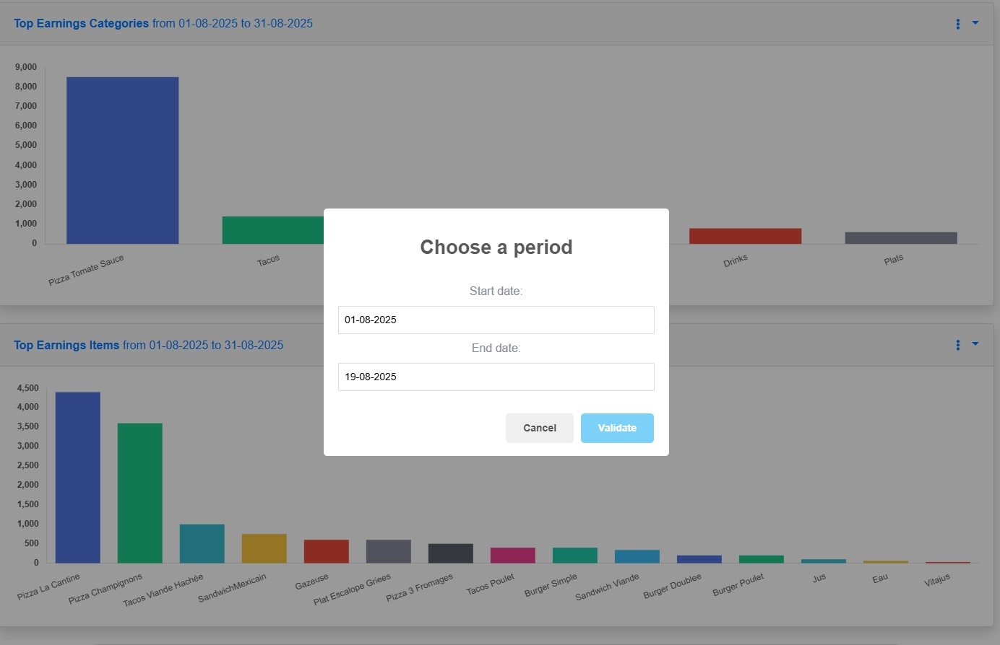 Top Earnings Categories from 01-08-2025 to 31-08-2025
9,000
8,000
7,000
6,000
5,000
4,000
3,000
2,000
1,000
0
Pizza Tomate Sauce
Tacos
Drinks
Plats
Choose a period
Start date:
01-08-2025
End date:
19-08-2025
Cancel
Validate
Top Earnings Items from 01-08-2025 to 31-08-2025
4,500
4,000
3,500
3,000
2,500
2,000
1,500
1,000
500
0
Pizza La Cantine
Pizza Champignons
Tacos Viande Hachée
SandwichMexicain
Gazeuse
Plat Escalope Griees
Pizza 3 Fromages
Tacos Poulet
Burger Simple
Sandwich Viande
Burger Doublee
Burger Poulet
Jus
Eau
Vitajus